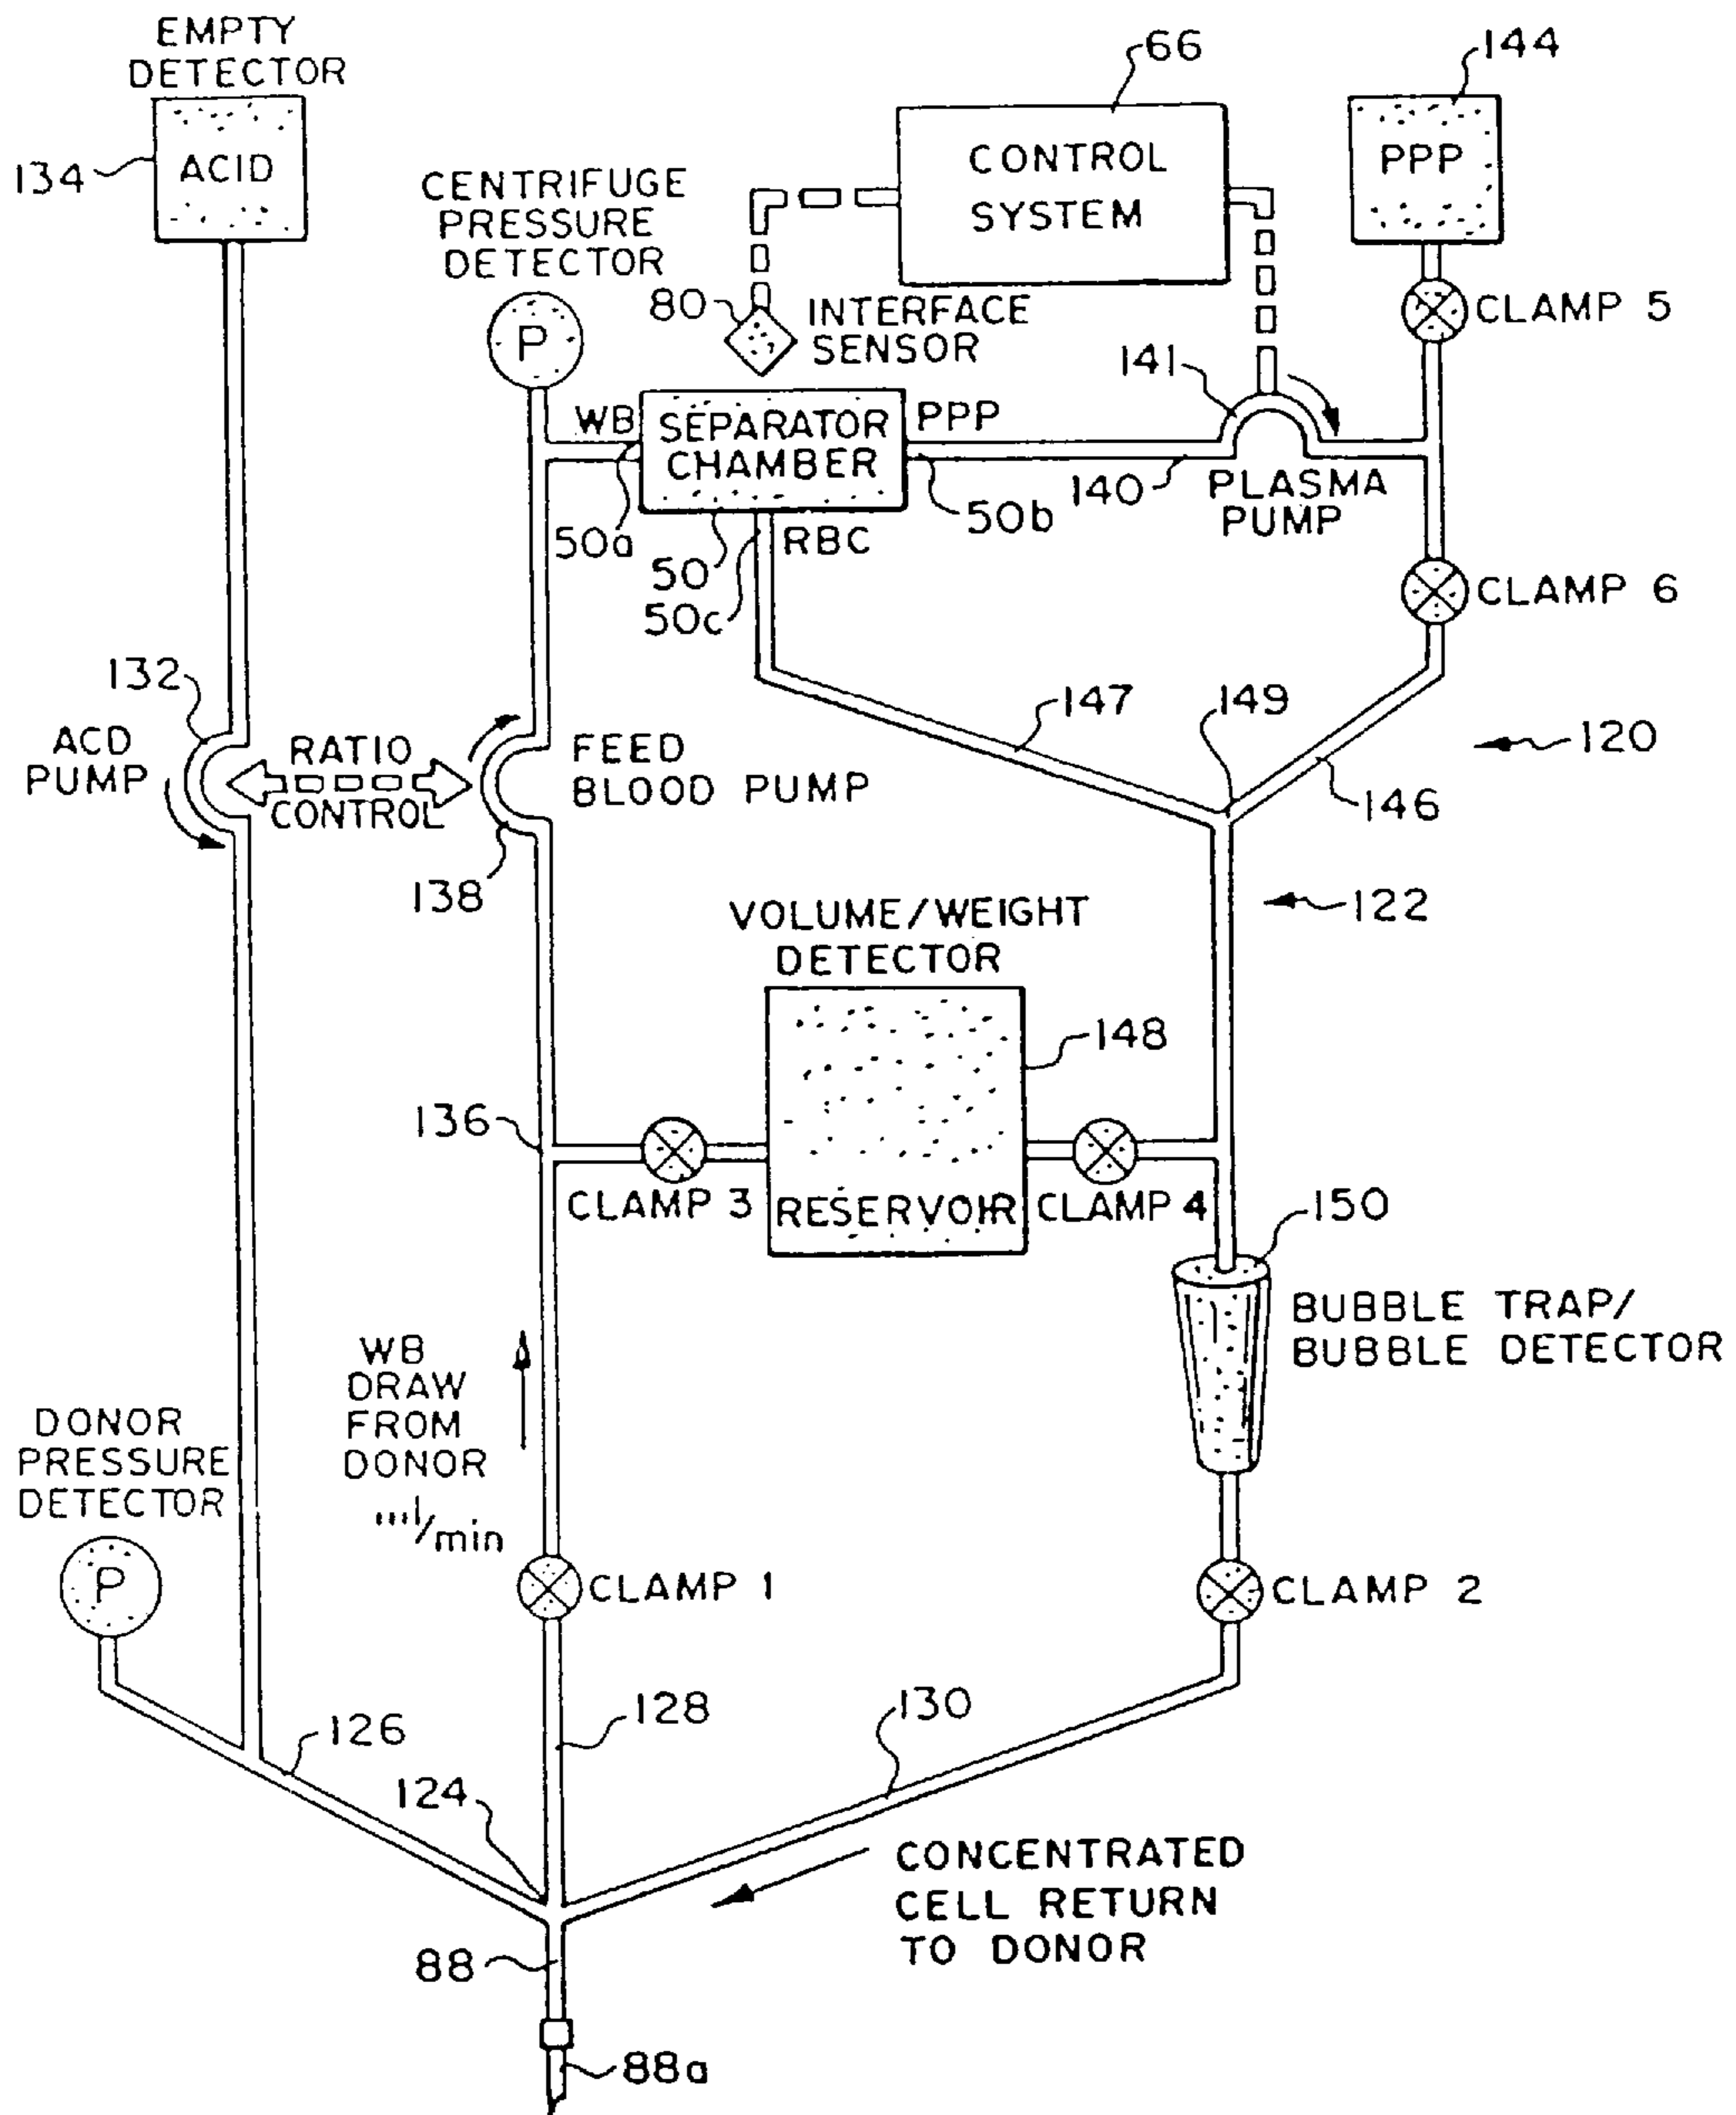 EMPTY
DETECTOR
134
ACID
CENTRIFUGE
PRESSURE
DETECTOR
P
66
CONTROL
SYSTEM
144
PPP
80
INTERFACE
SENSOR
CLAMP 5
141
WB
SEPARATOR
CHAMBER
PPP
50a
50
RBC
50c
50b
140
PLASMA
PUMP
CLAMP 6
132
ACD
PUMP
RATIO
CONTROL
FEED
BLOOD PUMP
138
147
149
120
146
122
VOLUME/WEIGHT
DETECTOR
148
136
CLAMP 3
RESERVOIR
CLAMP 4
150
BUBBLE TRAP/
BUBBLE DETECTOR
WB
DRAW
FROM
DONOR
/min
DONOR
PRESSURE
DETECTOR
P
CLAMP 1
CLAMP 2
126
128
130
124
CONCENTRATED
CELL RETURN
TO DONOR
88
88a